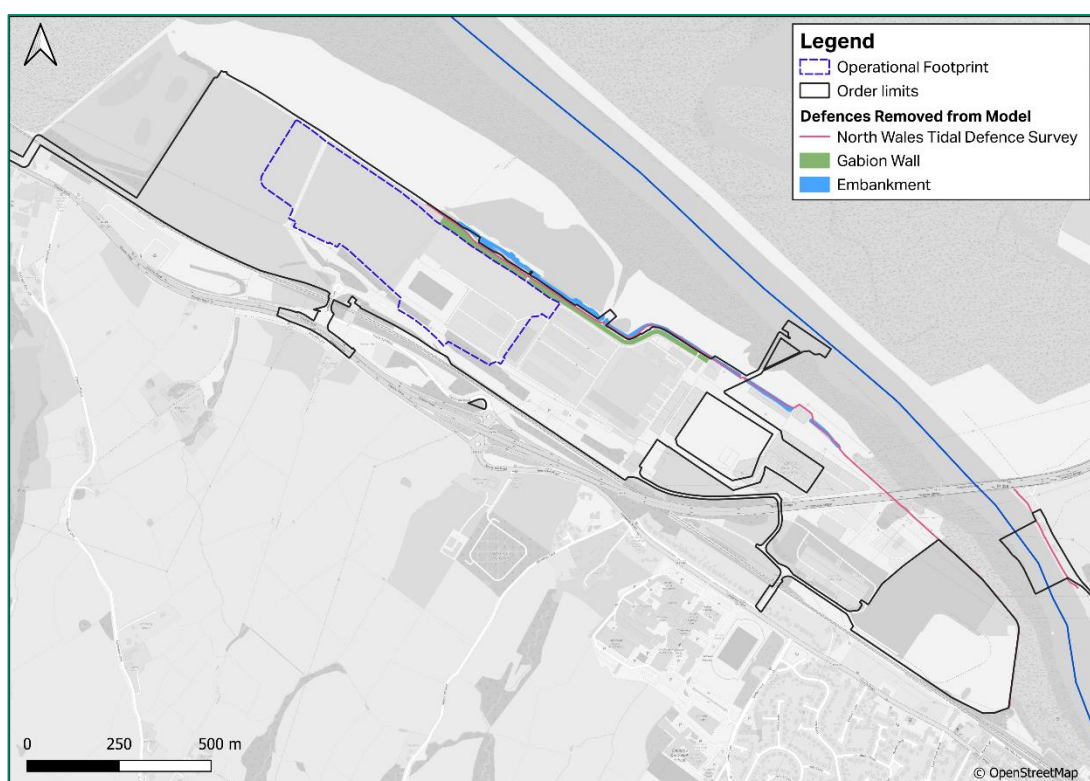 Legend
Operational Footprint
Order limits
Defences Removed from Model
North Wales Tidal Defence Survey
Gabion Wall
Embankment
0 250 500 m
© OpenStreetMap